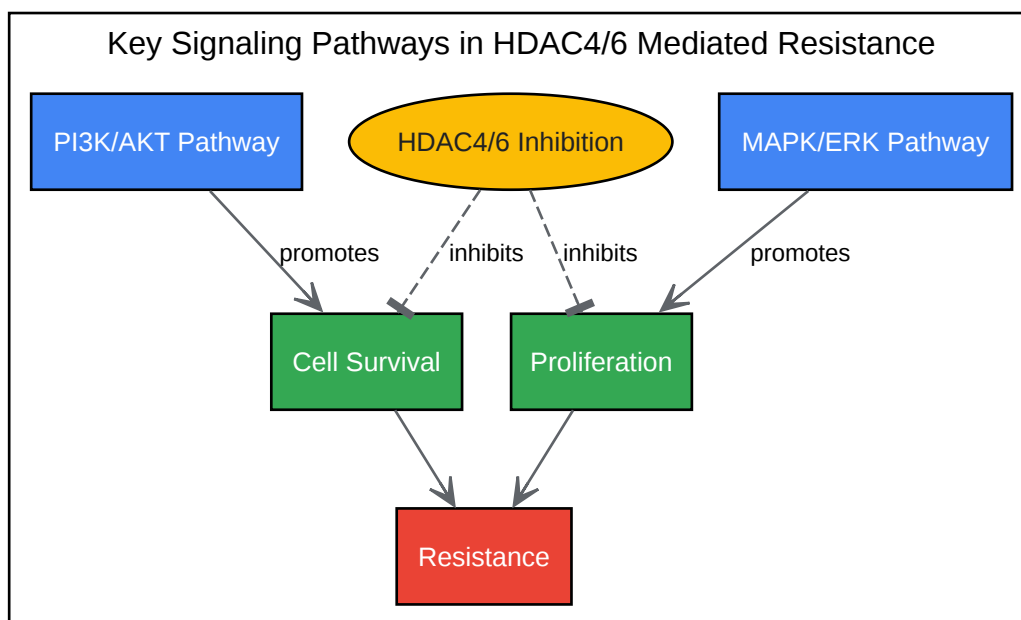 Key Signaling Pathways in HDAC4/6 Mediated Resistance
PI3K/AKT Pathway
HDAC4/6 Inhibition
MAPK/ERK Pathway
promotes
inhibits
inhibits
promotes
Cell Survival
Proliferation
Resistance